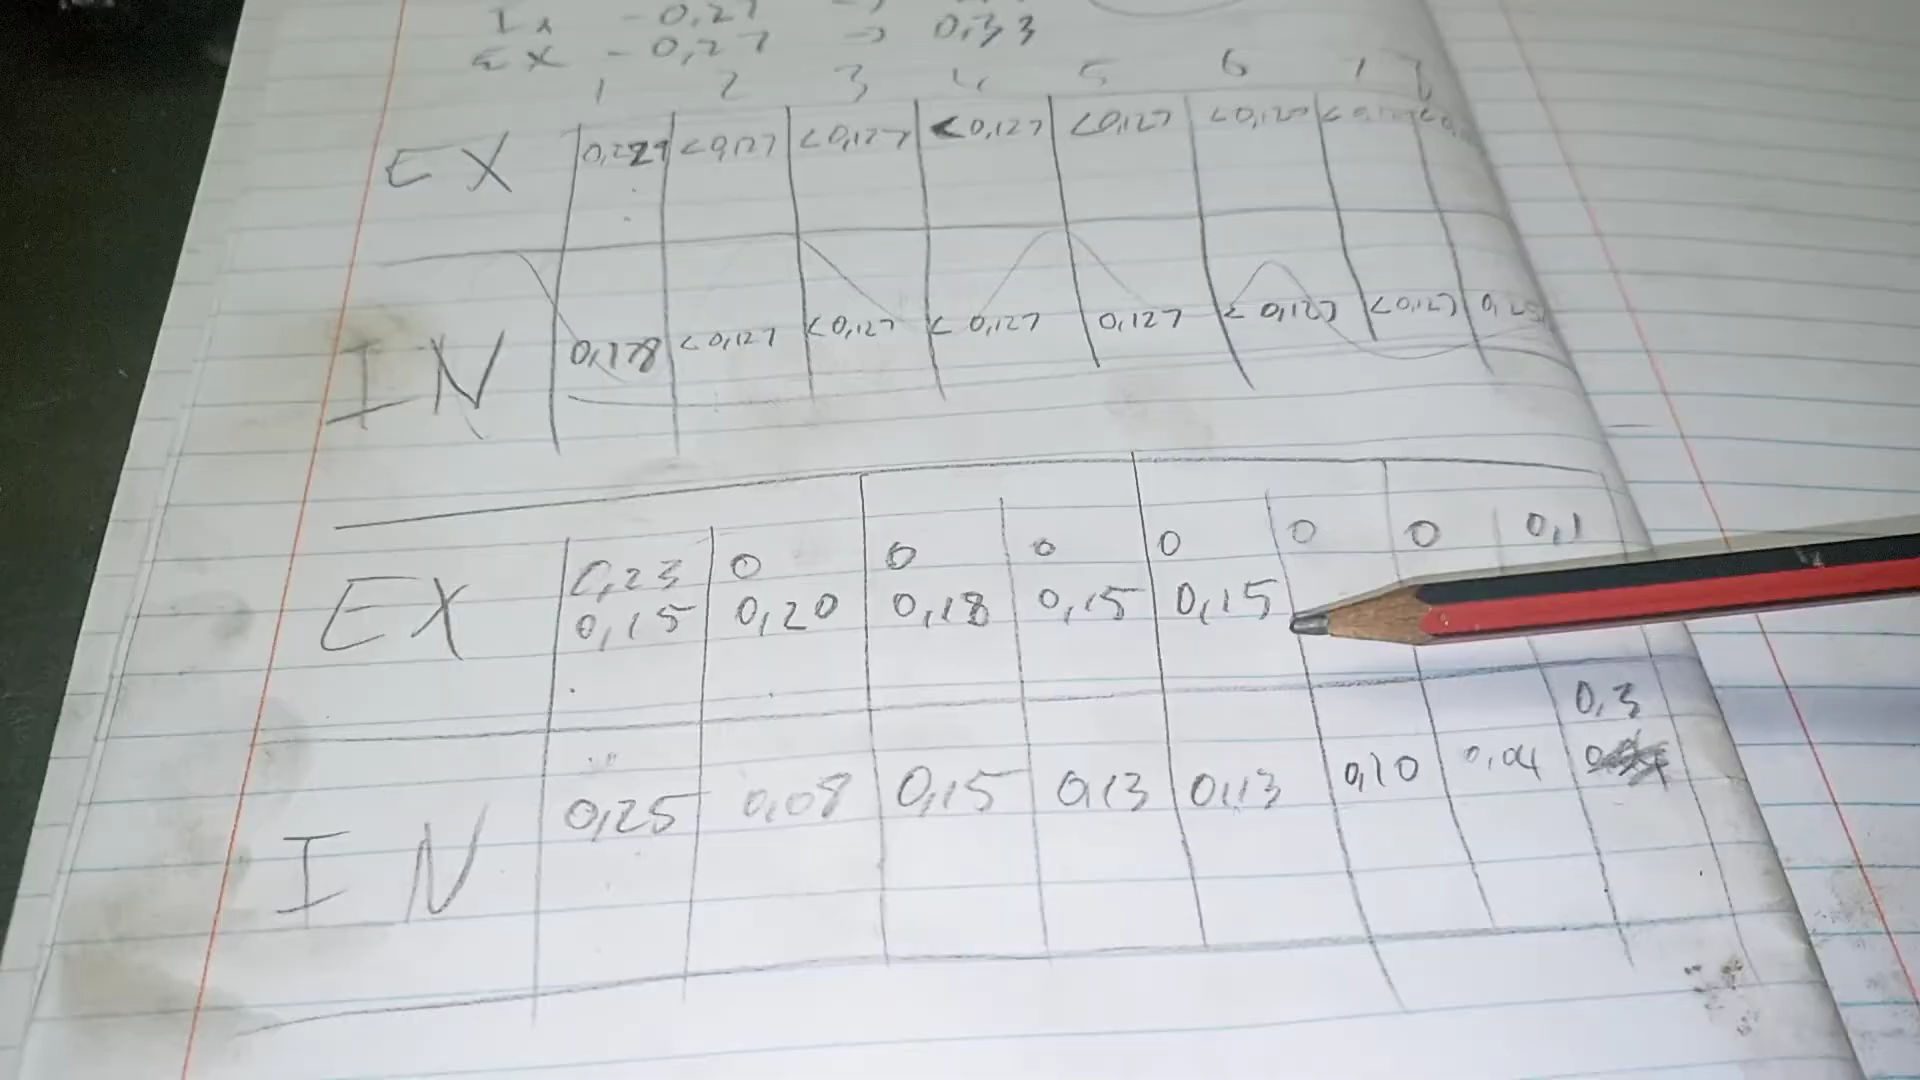 - 0,27
EX - 0,27 → 0,33
1 2 3 4 5 6 7
EX <0,127 <0,127 <0,127 <0,127 <0,127
IN 0,128 <0,127 <0,127 <0,127 0,127 <0,127 <0,127
0,23 0 0 0 0 0 0 0,1
EX 0,15 0,20 0,18 0,15 0,15
0,3
IN 0,25 0,08 0,15 0,13 0,13 0,10 0,04